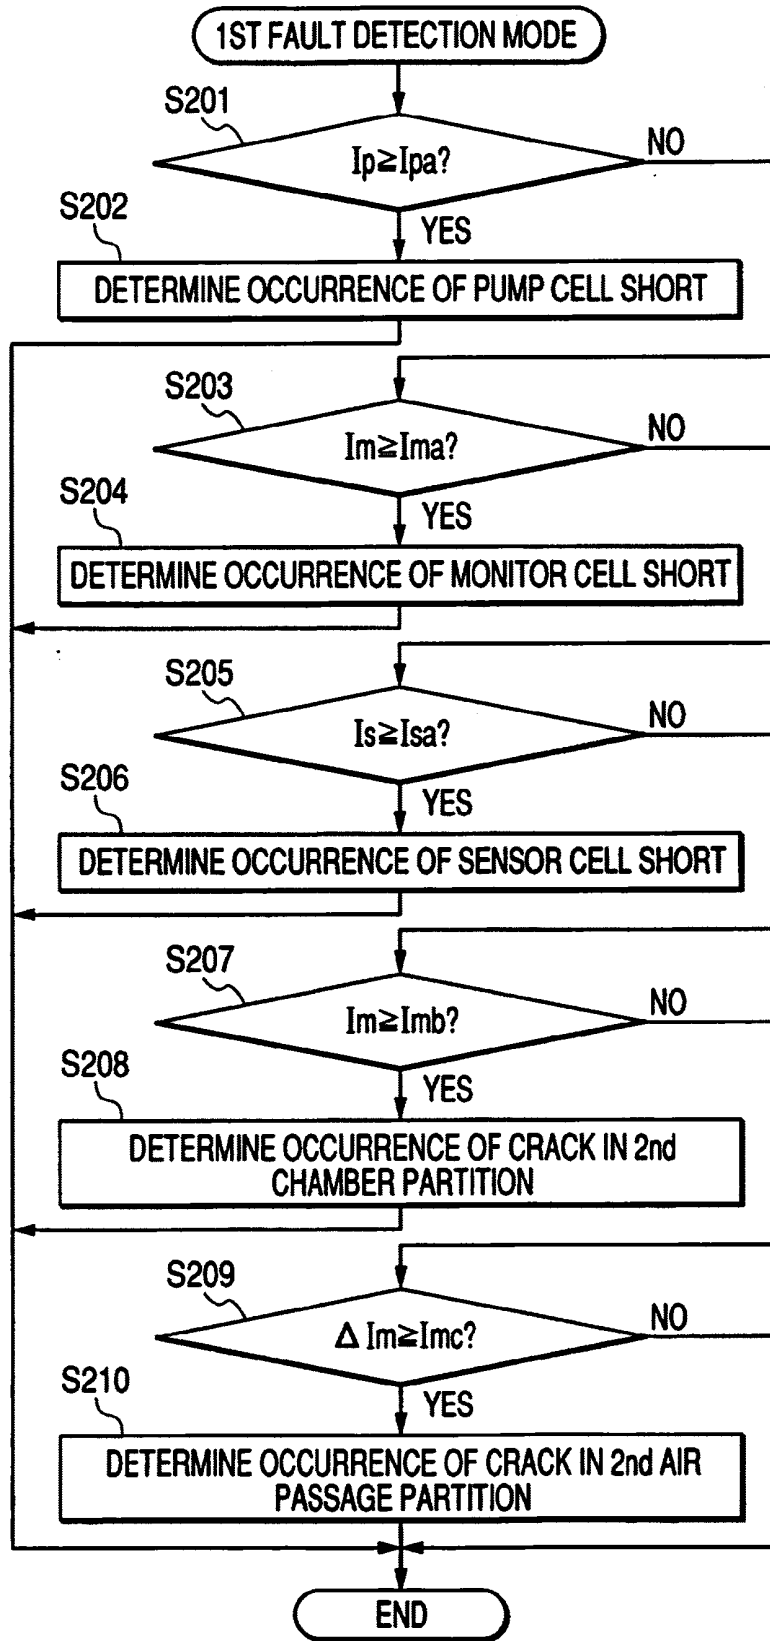 1ST FAULT DETECTION MODE
S201
Ip≧Ipa?
NO
YES
S202
DETERMINE OCCURRENCE OF PUMP CELL SHORT
S203
Im≧Ima?
NO
YES
S204
DETERMINE OCCURRENCE OF MONITOR CELL SHORT
S205
Is≧Isa?
NO
YES
S206
DETERMINE OCCURRENCE OF SENSOR CELL SHORT
S207
Im≧Imb?
NO
YES
S208
DETERMINE OCCURRENCE OF CRACK IN 2nd
CHAMBER PARTITION
S209
Δ Im≧Imc?
NO
YES
S210
DETERMINE OCCURRENCE OF CRACK IN 2nd AIR
PASSAGE PARTITION
END